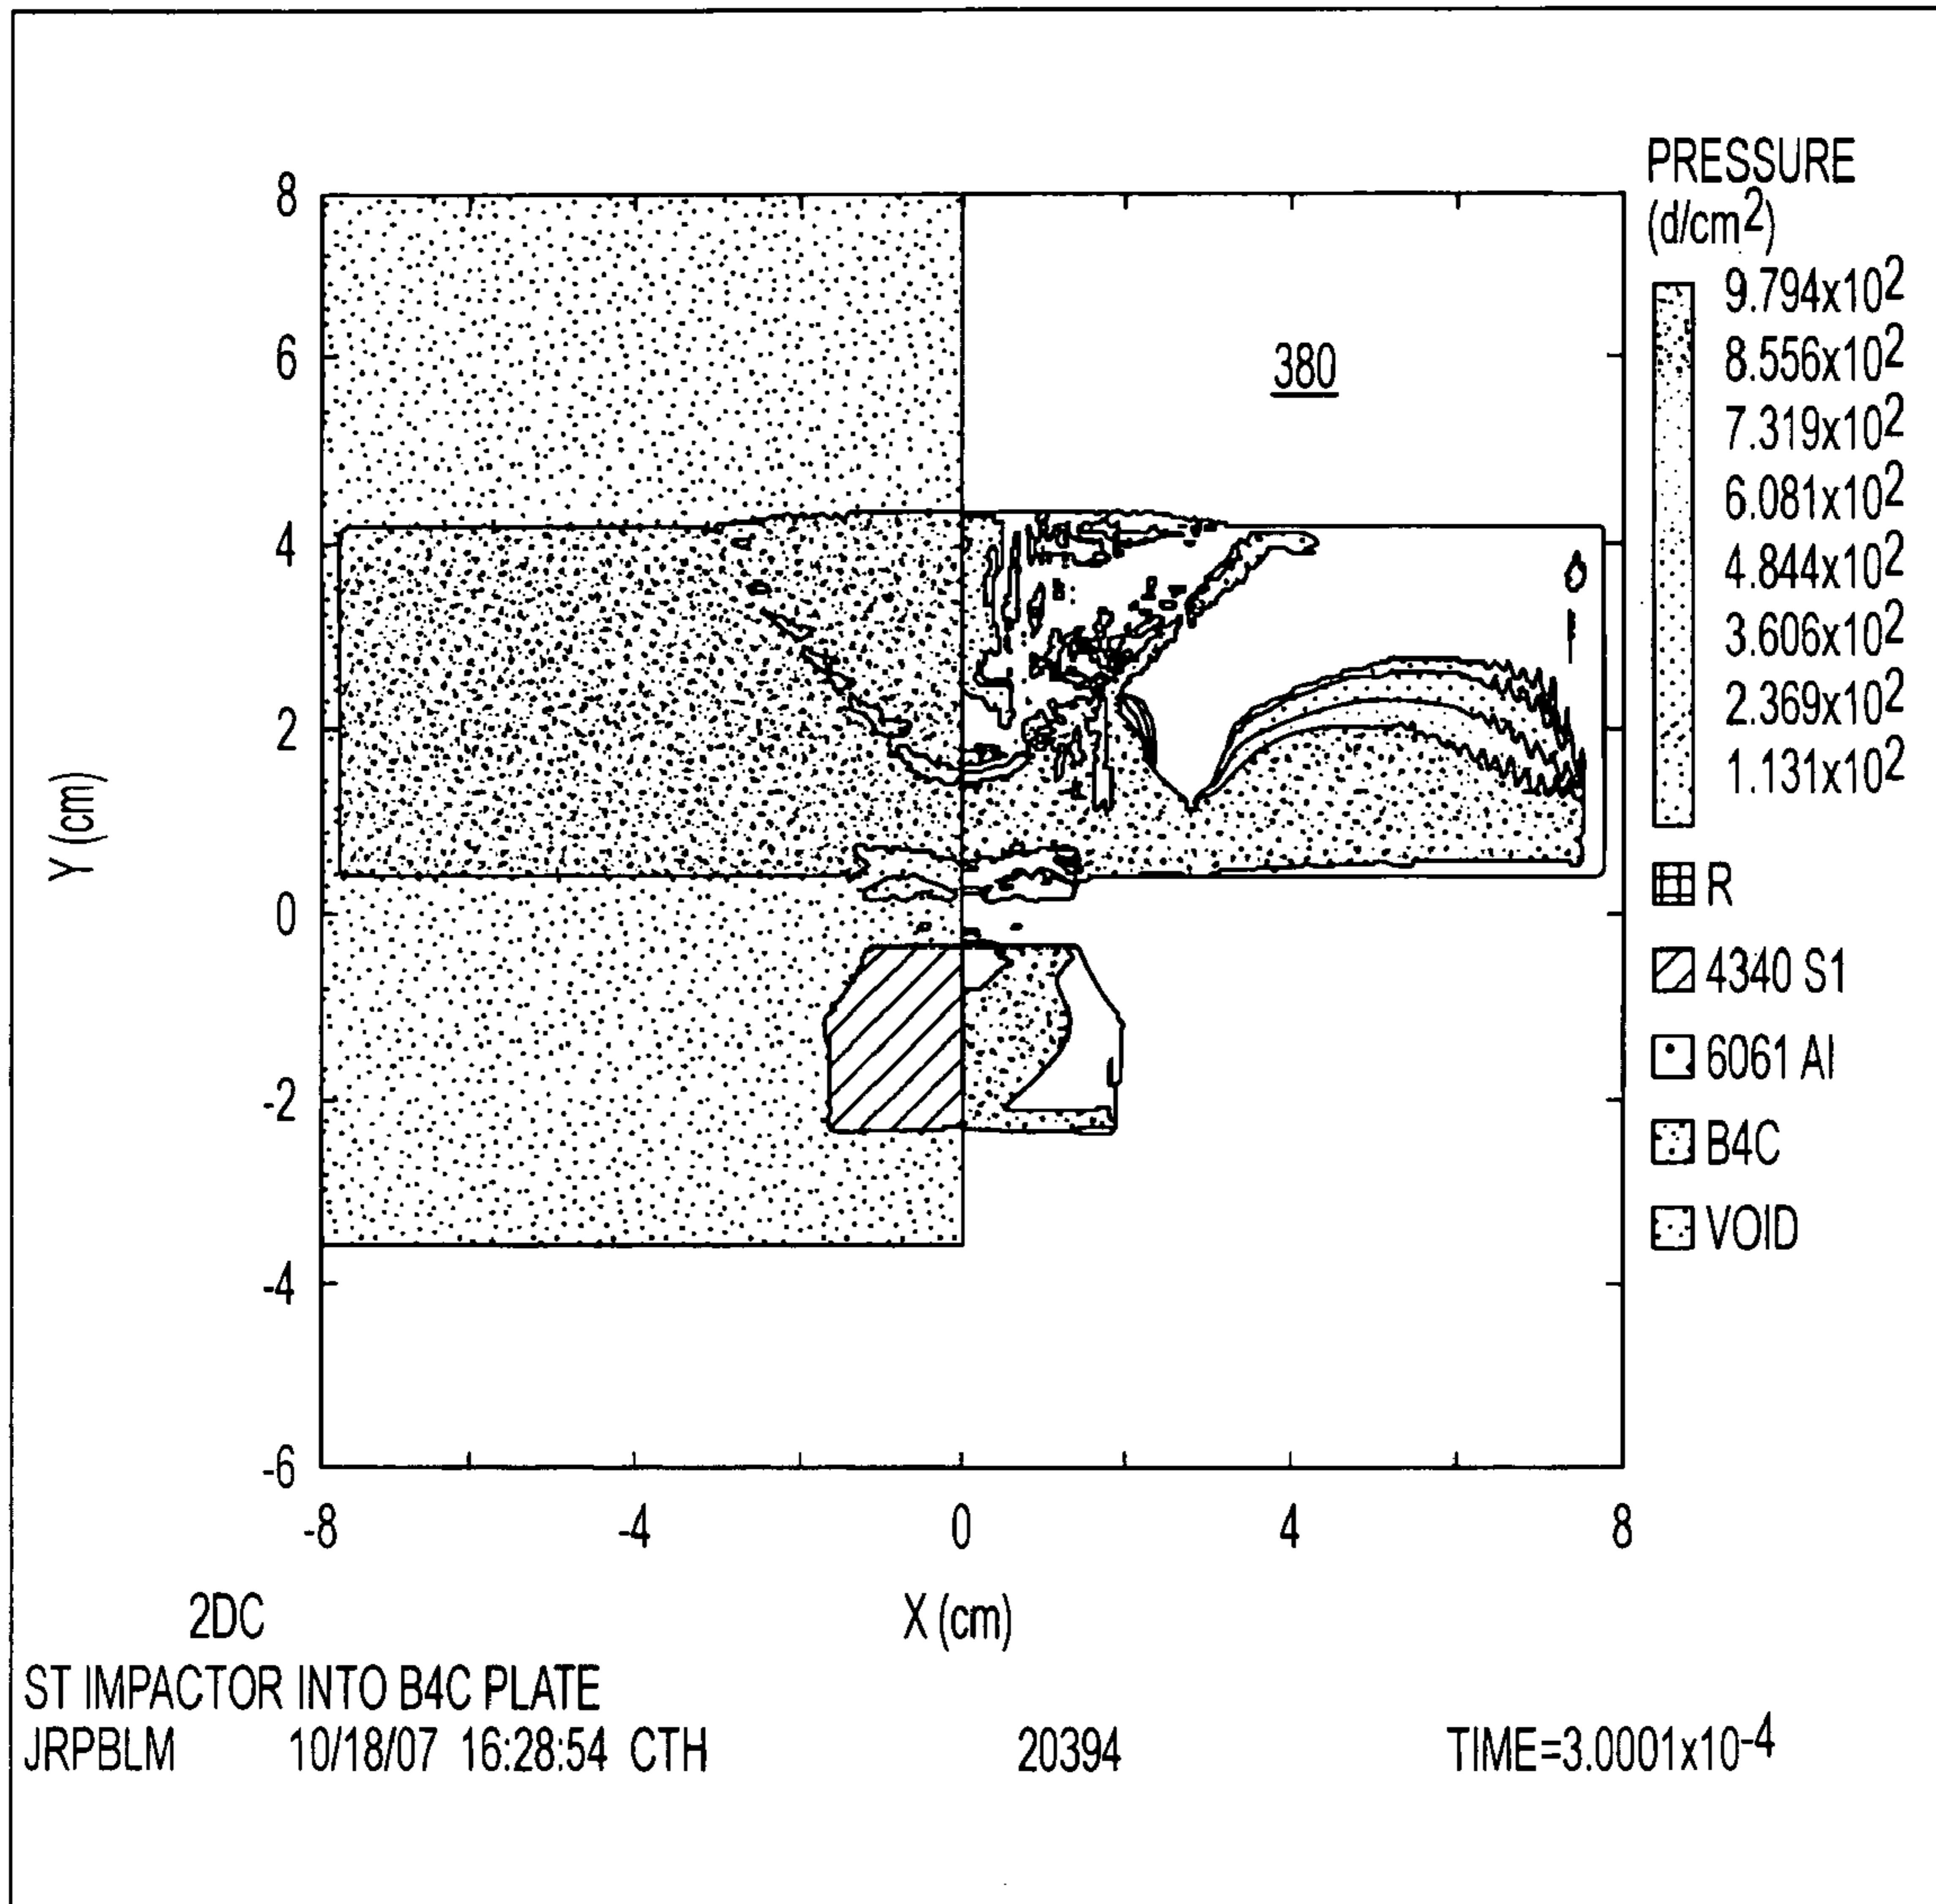 PRESSURE
(d/cm2)
9.794x102
8.556x102
7.319x102
6.081x102
4.844x102
3.606x102
2.369x102
1.131x102
R
4340 S1
6061 Al
B4C
VOID
380
8
6
4
2
0
-2
-4
-6
Y (cm)
-8
-4
0
4
8
X (cm)
2DC
ST IMPACTOR INTO B4C PLATE
JRPBLM 10/18/07 16:28:54 CTH 20394 TIME=3.0001x10-4